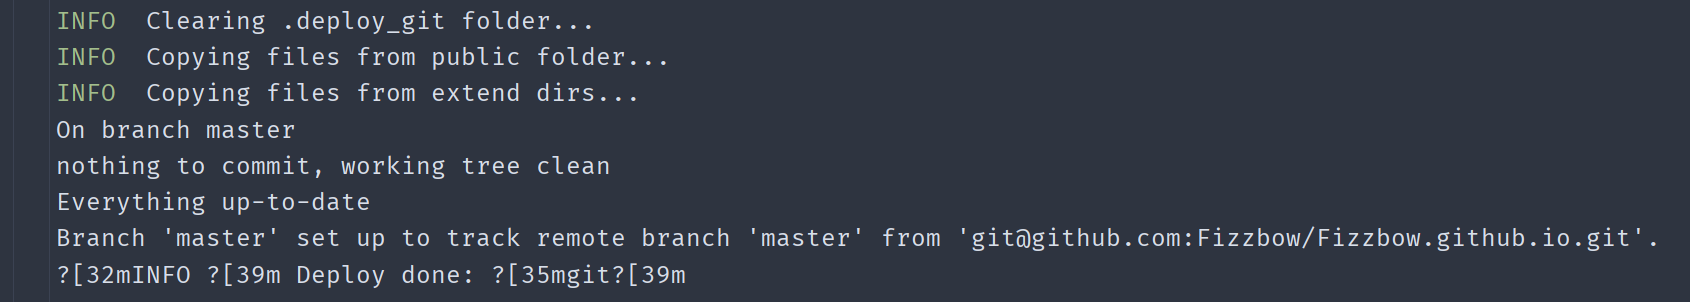 INFO  Clearing .deploy_git folder...
INFO  Copying files from public folder...
INFO  Copying files from extend dirs...
On branch master
nothing to commit, working tree clean
Everything up-to-date
Branch 'master' set up to track remote branch 'master' from 'git@github.com:Fizzbow/Fizzbow.github.io.git'.
?[32mINFO ?[39m Deploy done: ?[35mgit?[39m